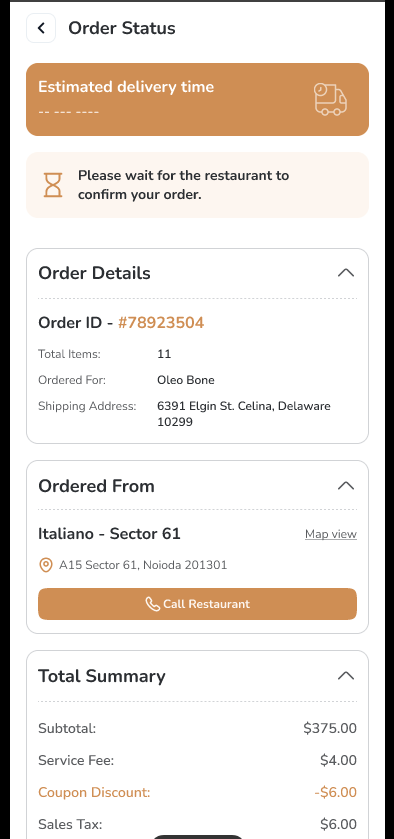 Order Status
Estimated delivery time
-- --- ----
Please wait for the restaurant to
confirm your order.
Order Details
Order ID - #78923504
Total Items: 11
Ordered For: Oleo Bone
Shipping Address: 6391 Elgin St. Celina, Delaware
10299
Ordered From
Italiano - Sector 61 Map view
A15 Sector 61, Noioda 201301
Call Restaurant
Total Summary
Subtotal: $375.00
Service Fee: $4.00
Coupon Discount: -$6.00
Sales Tax: $6.00